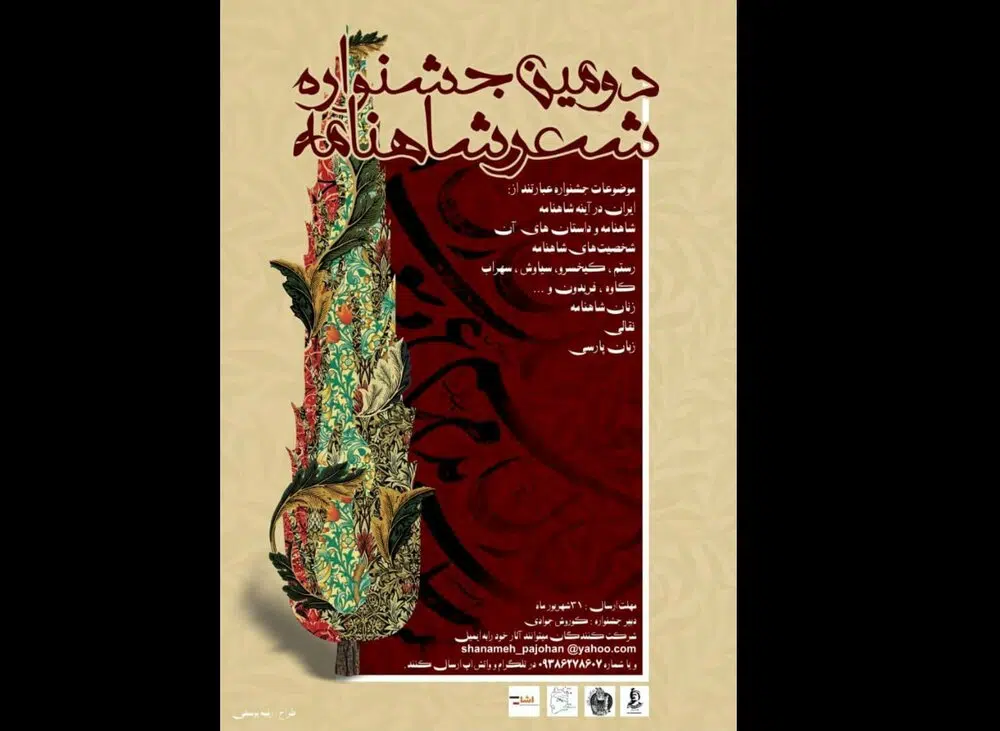 دومین جشنواره
شعر شاهنامه
موضوعات جشنواره عبارتند از:
ایران در آینه شاهنامه
شاهنامه و داستان های آن
شخصیت‌های شاهنامه
رستم ، کیخسرو، سیاوش ، سهراب
کاوه ، فریدون و ...
زنان شاهنامه
نقالی
زبان پارسی
مهلت ارسال : ۳۱ شهریور ماه
دبیر جشنواره : کوروش جوادی
شرکت کنندگان میتوانند آثار خود را به ایمیل
shanameh_pajohan @yahoo.com
و یا شماره ۰۹۳۸۶۲۷۸۶۰۷ در تلگرام و واتس اپ ارسال کنند.
طراح : رقیه یوسفی